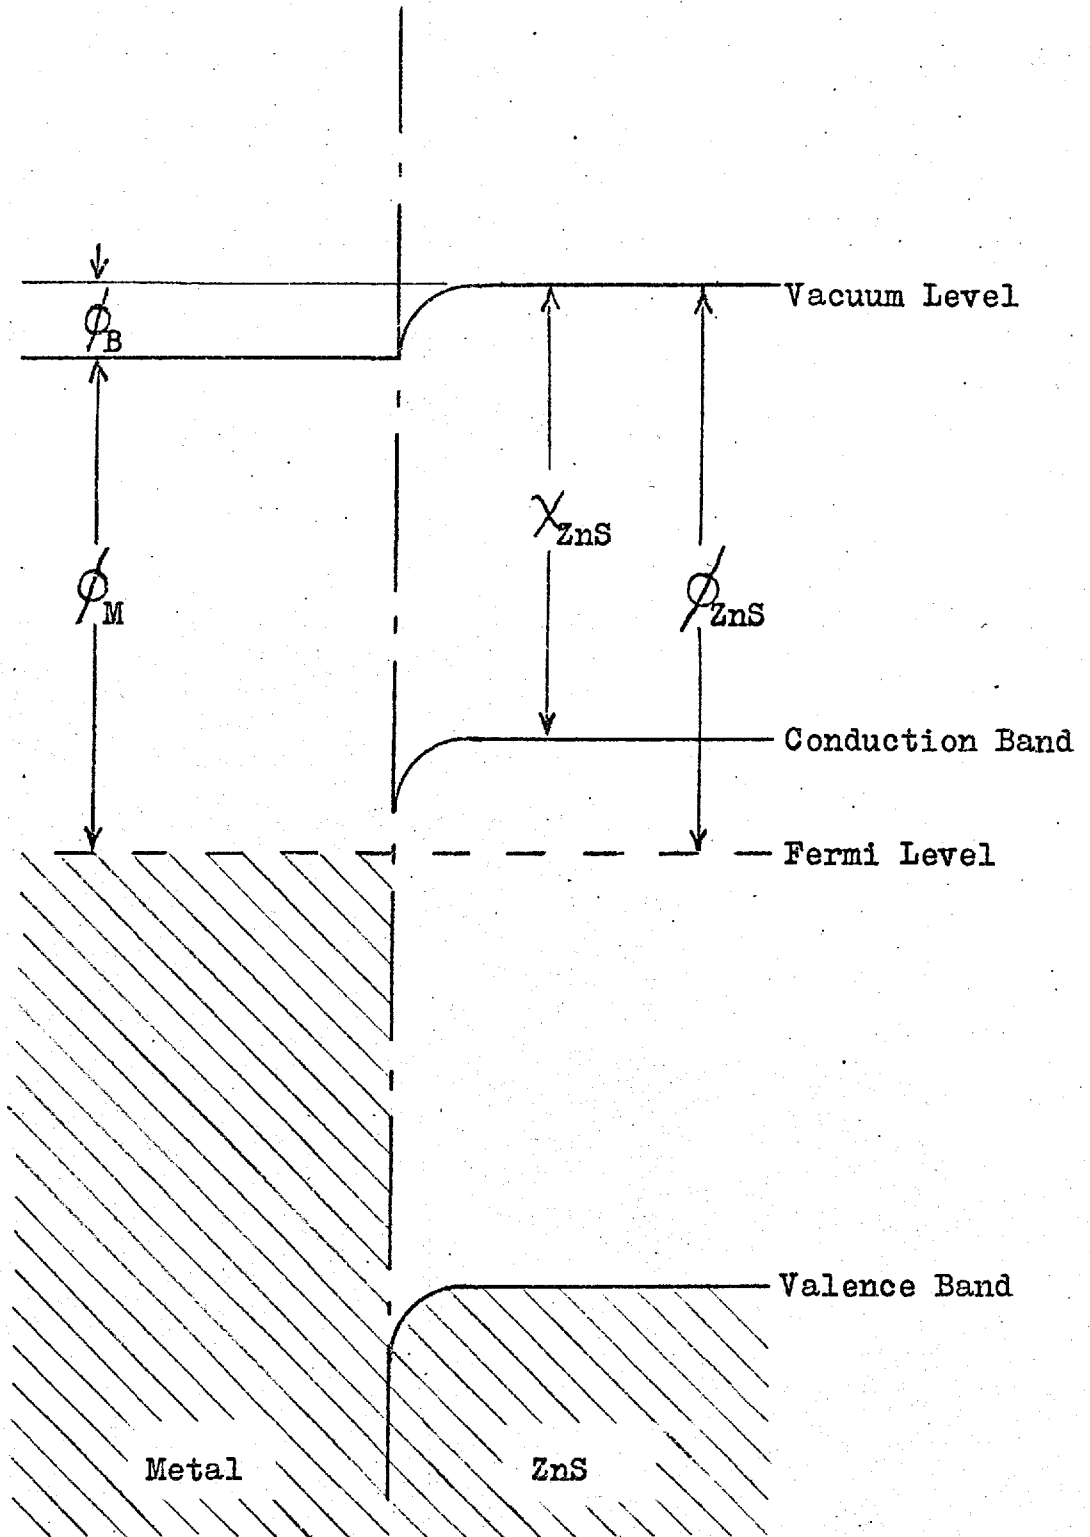 Vacuum Level
ϕB
χZnS
ϕM
ϕZnS
Conduction Band
Fermi Level
Valence Band
Metal
ZnS